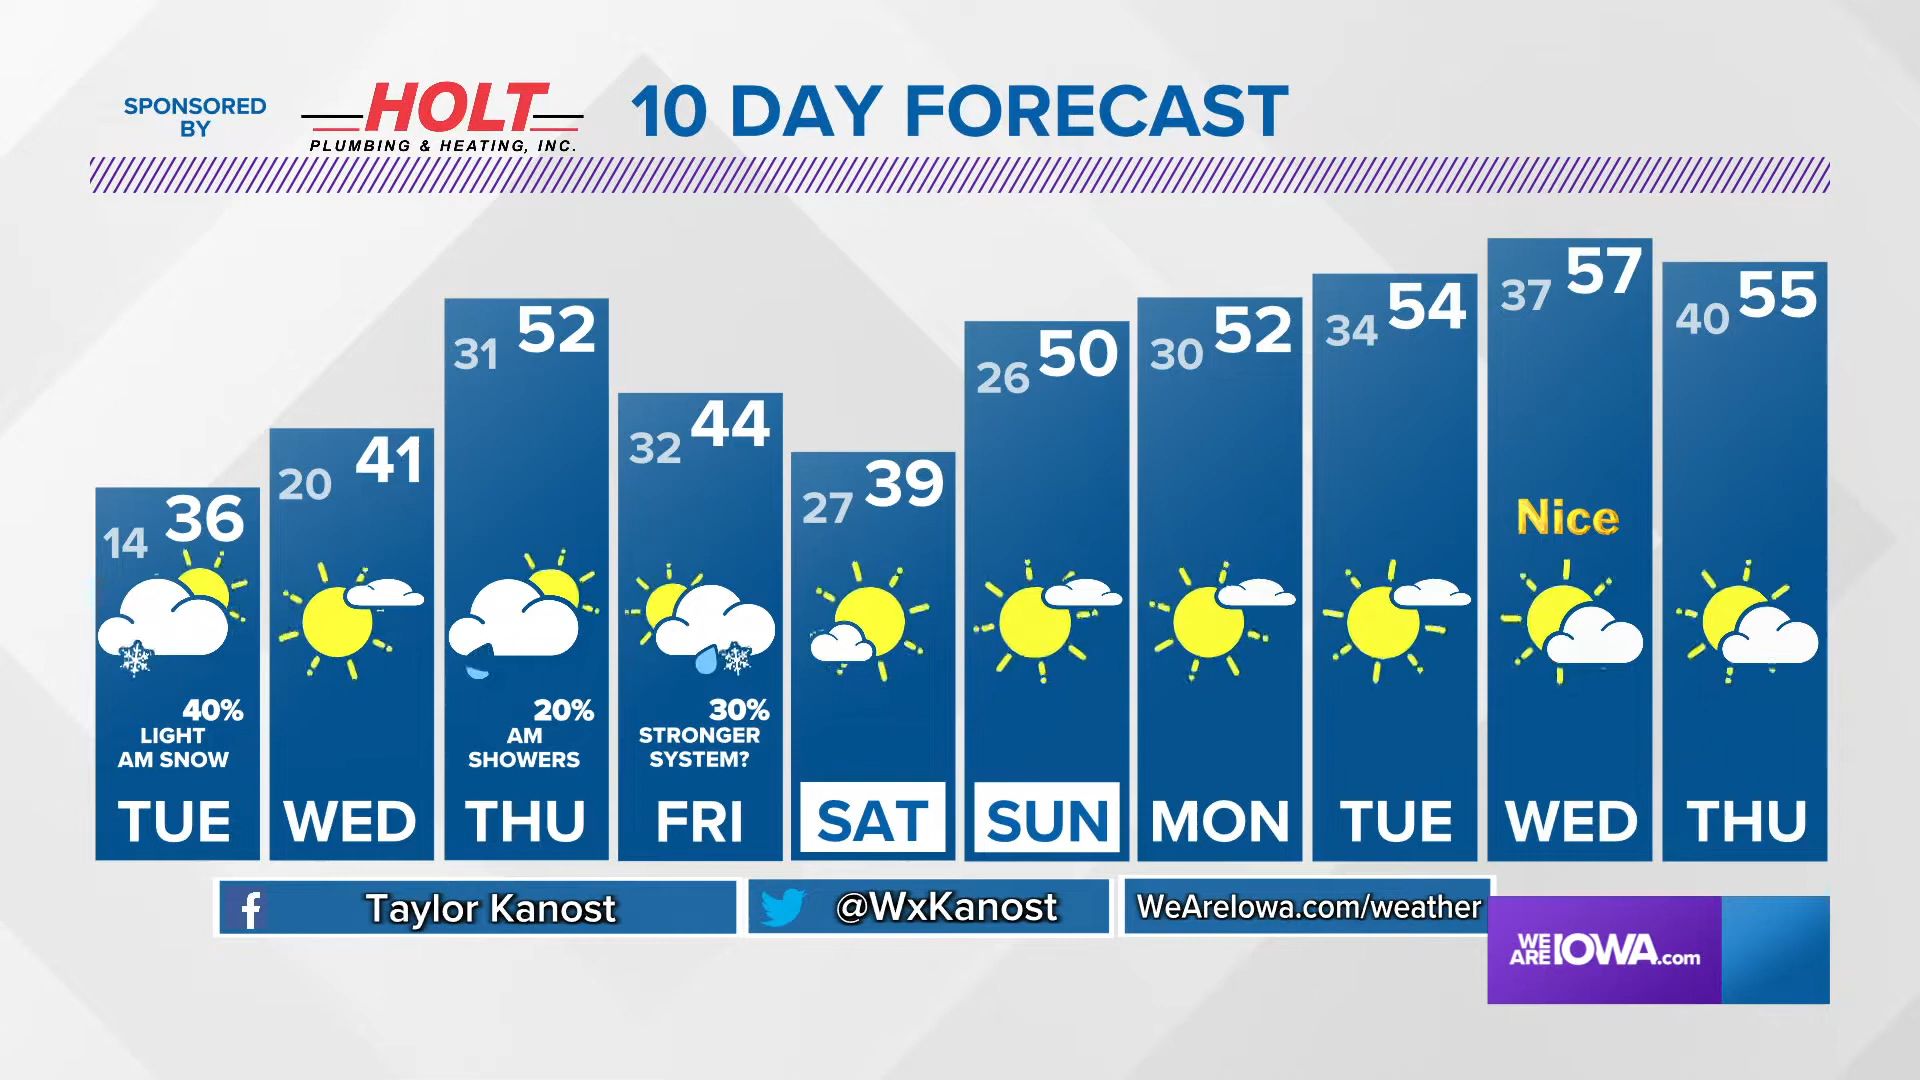 SPONSORED
BY
HOLT
PLUMBING & HEATING, INC.
10 DAY FORECAST
14 36
40%
LIGHT
AM SNOW
TUE
20 41
WED
31 52
20%
AM
SHOWERS
THU
32 44
30%
STRONGER
SYSTEM?
FRI
27 39
SAT
26 50
SUN
30 52
MON
34 54
TUE
37 57
Nice
WED
40 55
THU
f Taylor Kanost
@WxKanost
WeAreIowa.com/weather
WE
ARE IOWA.com